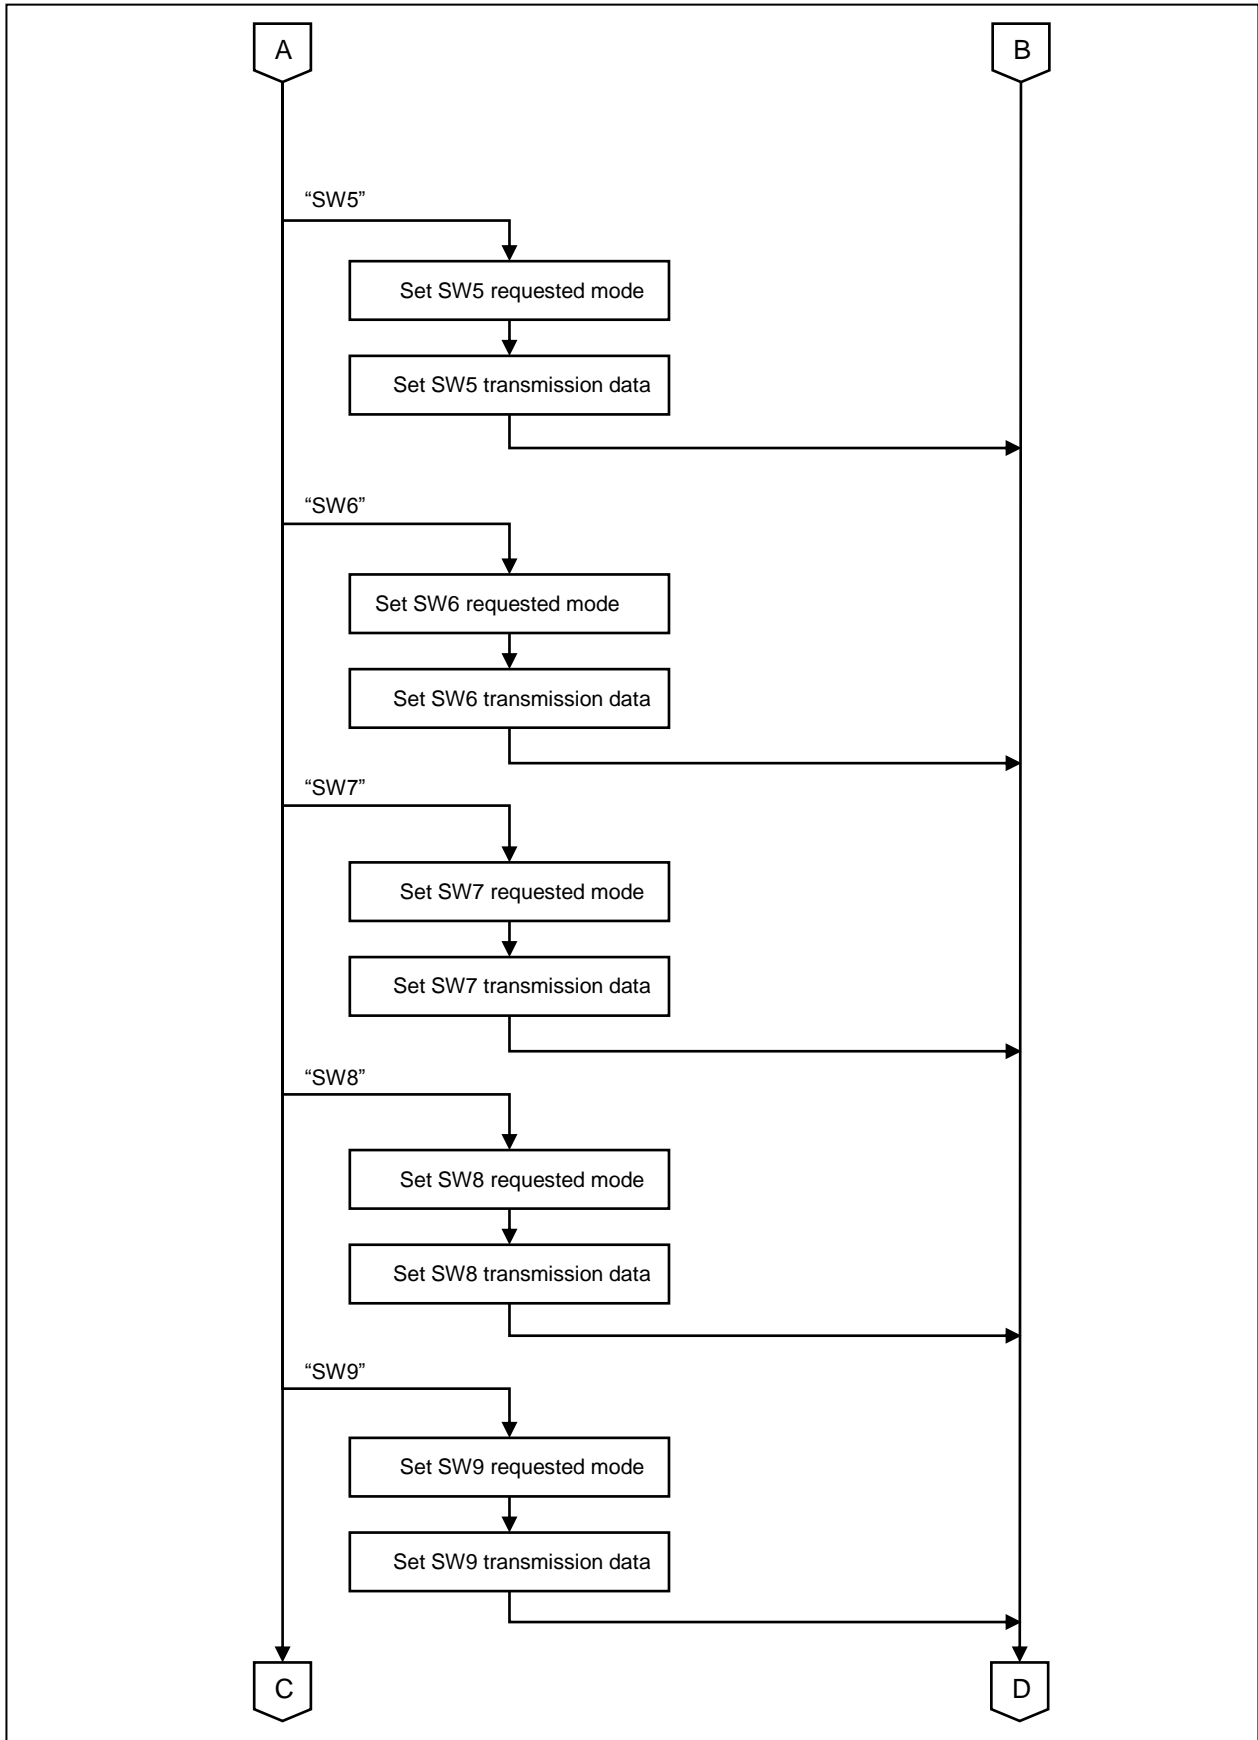 A
B
“SW5”
Set SW5 requested mode
Set SW5 transmission data
“SW6”
Set SW6 requested mode
Set SW6 transmission data
“SW7”
Set SW7 requested mode
Set SW7 transmission data
“SW8”
Set SW8 requested mode
Set SW8 transmission data
“SW9”
Set SW9 requested mode
Set SW9 transmission data
C
D